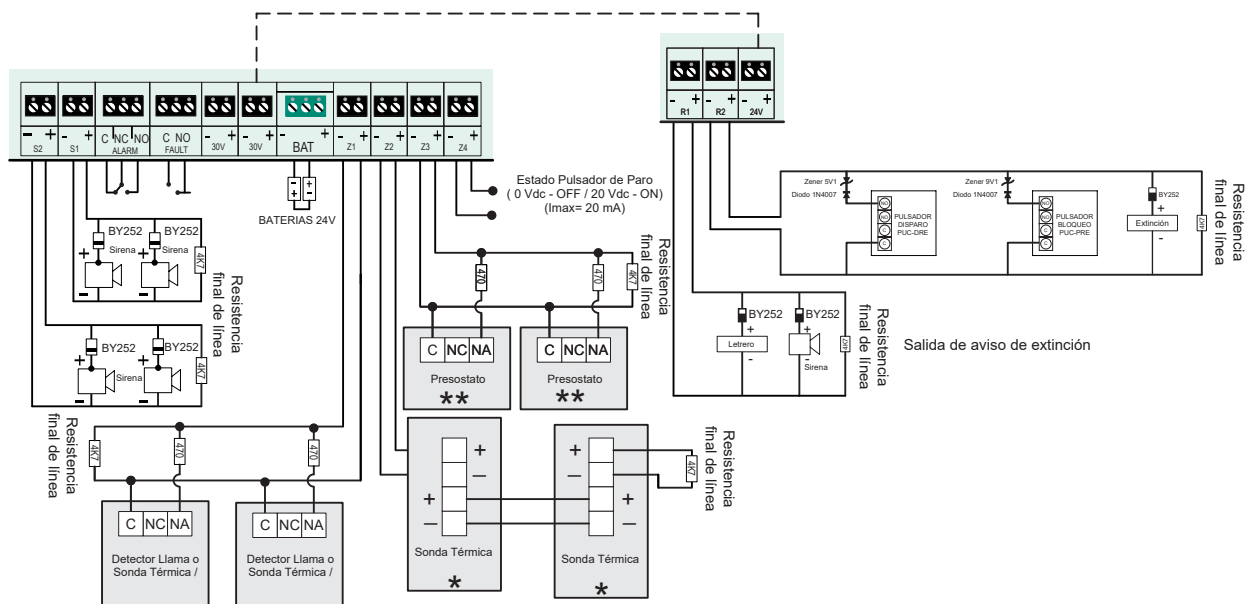 - +
S2
- +
S1
C NC NO
ALARM
C NO
FAULT
- +
30V
- +
30V
- +
BAT
- +
Z1
- +
Z2
- +
Z3
- +
Z4
- +
R1
- +
R2
- +
24V
BATERIAS 24V
Estado Pulsador de Paro
( 0 Vdc - OFF / 20 Vdc - ON)
(Imax= 20 mA)
BY252
Sirena
+
-
BY252
Sirena
+
-
4K7
Resistencia
final de línea
BY252
Sirena
+
-
BY252
+
-
4K7
Resistencia
final de línea
4K7
470
470
C NC NA
Detector Llama o
Sonda Térmica /
C NC NA
Detector Llama o
Sonda Térmica /
470
470
4K7
Resistencia
final de línea
C NC NA
Presostato
**
C NC NA
Presostato
**
+
-
+
-
Sonda Térmica
*
+
-
+
-
Sonda Térmica
*
4K7
Resistencia
final de línea
Zener 5V1
Diodo 1N4007
NO
NO
C
C
PULSADOR
DISPARO
PUC-DRE
Zener 9V1
Diodo 1N4007
NO
NO
C
C
PULSADOR
BLOQUEO
PUC-PRE
BY252
+
Extinción
-
4K7
Resistencia
final de línea
BY252
+
Letrero
-
BY252
+
-
Sirena
4K7
Resistencia
final de línea
Salida de aviso de extinción